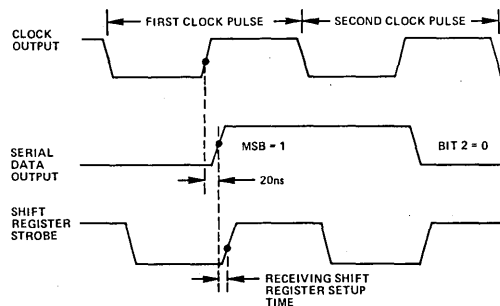 FIRST CLOCK PULSE
SECOND CLOCK PULSE
CLOCK
OUTPUT
SERIAL
DATA
OUTPUT
MSB = 1
BIT 2 = 0
20ns
SHIFT
REGISTER
STROBE
RECEIVING SHIFT
REGISTER SETUP
TIME